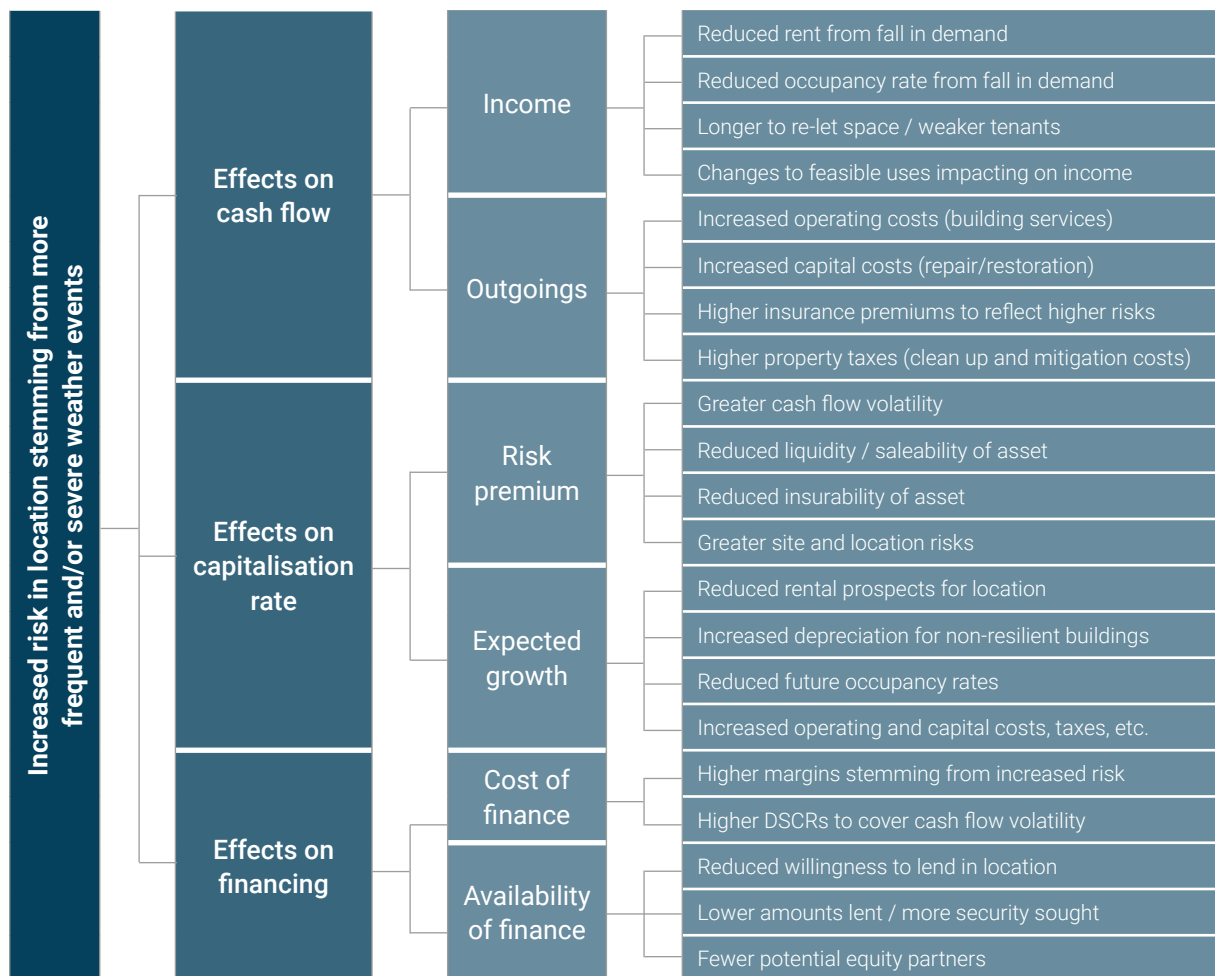 Increased risk in location stemming from more
frequent and/or severe weather events
Effects on
cash flow
Income
Reduced rent from fall in demand
Reduced occupancy rate from fall in demand
Longer to re-let space / weaker tenants
Changes to feasible uses impacting on income
Outgoings
Increased operating costs (building services)
Increased capital costs (repair/restoration)
Higher insurance premiums to reflect higher risks
Higher property taxes (clean up and mitigation costs)
Effects on
capitalisation
rate
Risk
premium
Greater cash flow volatility
Reduced liquidity / saleability of asset
Reduced insurability of asset
Greater site and location risks
Expected
growth
Reduced rental prospects for location
Increased depreciation for non-resilient buildings
Reduced future occupancy rates
Increased operating and capital costs, taxes, etc.
Effects on
financing
Cost of
finance
Higher margins stemming from increased risk
Higher DSCRs to cover cash flow volatility
Availability
of finance
Reduced willingness to lend in location
Lower amounts lent / more security sought
Fewer potential equity partners